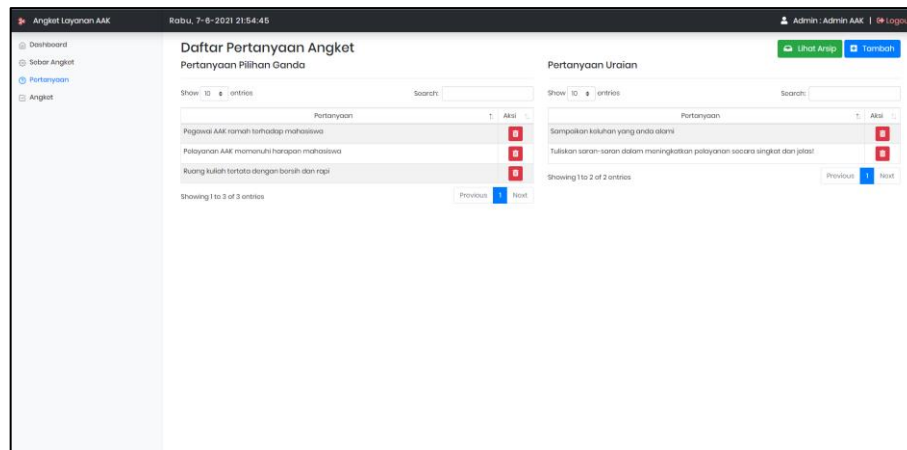 Angket Layanan AAK
Rabu, 7-6-2021 21:54:45
Admin : Admin AAK | Logou
Dashboard
Sebar Angket
Pertanyaan
Angket
Daftar Pertanyaan Angket
Lihat Arsip
Tambah
Pertanyaan Pilihan Ganda
Show 10 entries
Search:
Pertanyaan Aksi
Pegawai AAK ramah terhadap mahasiswa
Pelayanan AAK memenuhi harapan mahasiswa
Ruang kuliah tertata dengan bersih dan rapi
Showing 1 to 3 of 3 entries
Previous 1 Next
Pertanyaan Uraian
Show 10 entries
Search:
Pertanyaan Aksi
Sampaikan keluhan yang anda alami
Tuliskan saran-saran dalam meningkatkan pelayanan secara singkat dan jelas!
Showing 1 to 2 of 2 entries
Previous 1 Next